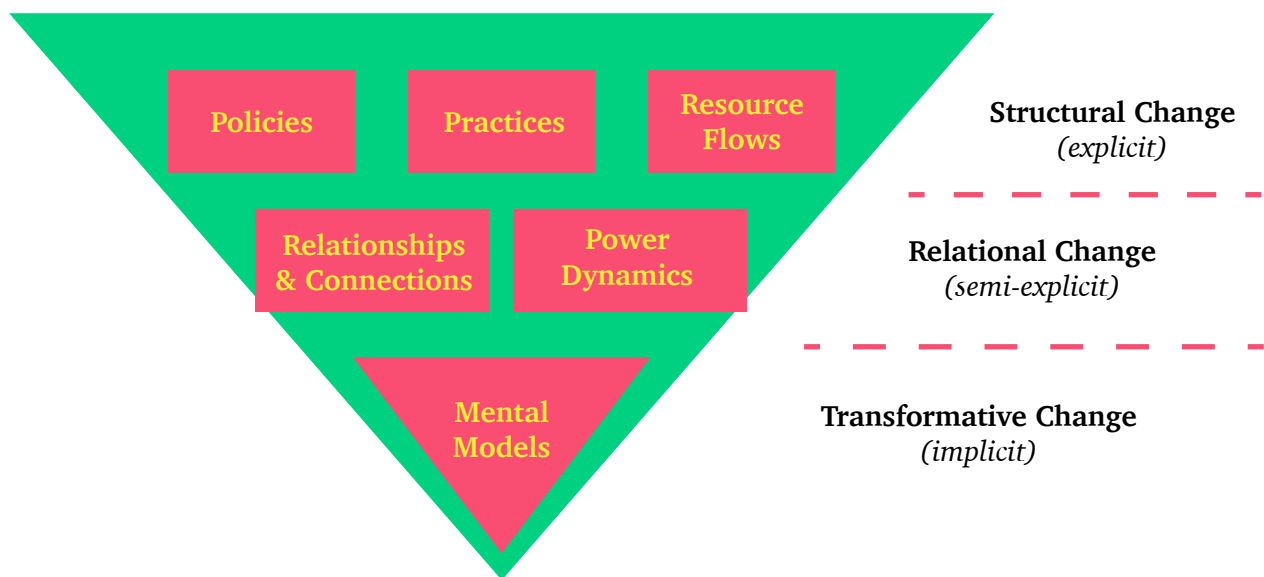 Policies
Practices
Resource
Flows
Structural Change
(explicit)
Relationships
& Connections
Power
Dynamics
Relational Change
(semi-explicit)
Mental
Models
Transformative Change
(implicit)